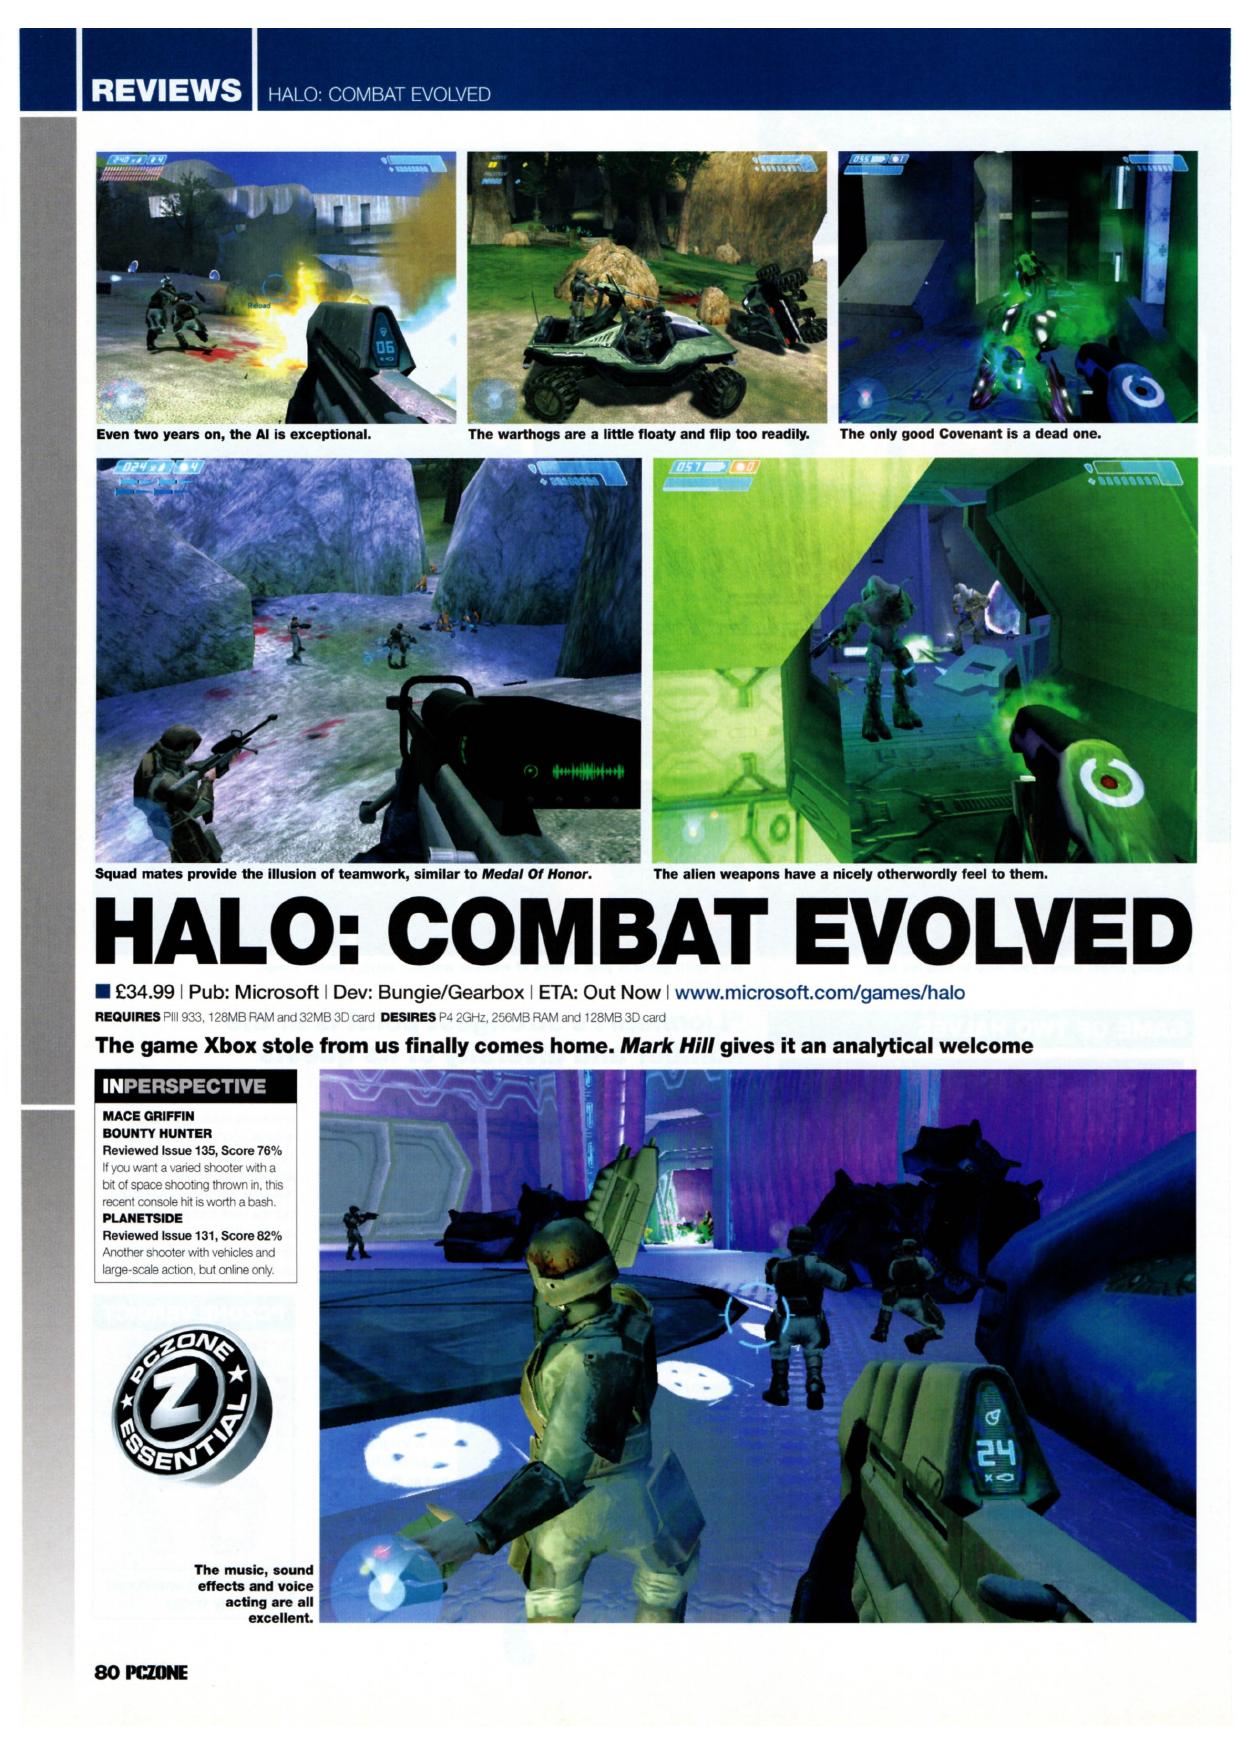 REVIEWS HALO: COMBAT EVOLVED
Reload
06
Even two years on, the AI is exceptional.
The warthogs are a little floaty and flip too readily.
The only good Covenant is a dead one.
024 x 4
057 0
Squad mates provide the illusion of teamwork, similar to Medal Of Honor.
The alien weapons have a nicely otherwordly feel to them.
HALO: COMBAT EVOLVED
£34.99 | Pub: Microsoft | Dev: Bungie/Gearbox | ETA: Out Now | www.microsoft.com/games/halo
REQUIRES PIII 933, 128MB RAM and 32MB 3D card DESIRES P4 2GHz, 256MB RAM and 128MB 3D card
The game Xbox stole from us finally comes home. Mark Hill gives it an analytical welcome
INPERSPECTIVE
MACE GRIFFIN
BOUNTY HUNTER
Reviewed Issue 135, Score 76%
If you want a varied shooter with a
bit of space shooting thrown in, this
recent console hit is worth a bash.
PLANETSIDE
Reviewed Issue 131, Score 82%
Another shooter with vehicles and
large-scale action, but online only.
PCZONE
Z
ESSENTIAL
24
The music, sound
effects and voice
acting are all
excellent.
80 PCZONE